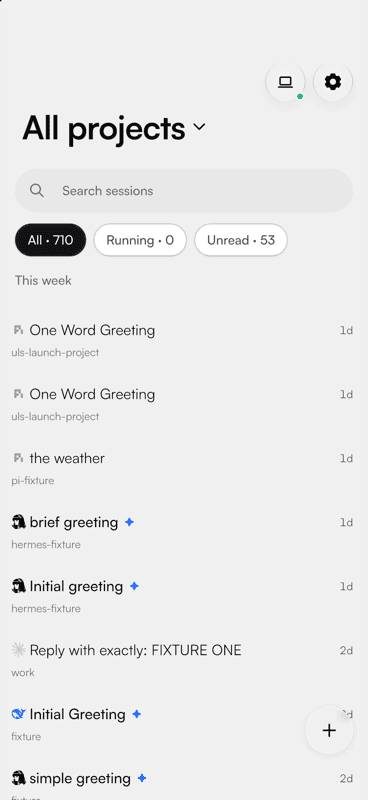 All projects
Search sessions
All · 710
Running · 0
Unread · 53
This week
One Word Greeting 1d
uls-launch-project
One Word Greeting 1d
uls-launch-project
the weather 1d
pi-fixture
brief greeting 1d
hermes-fixture
Initial greeting 1d
hermes-fixture
Reply with exactly: FIXTURE ONE 2d
work
Initial Greeting
fixture
simple greeting 2d